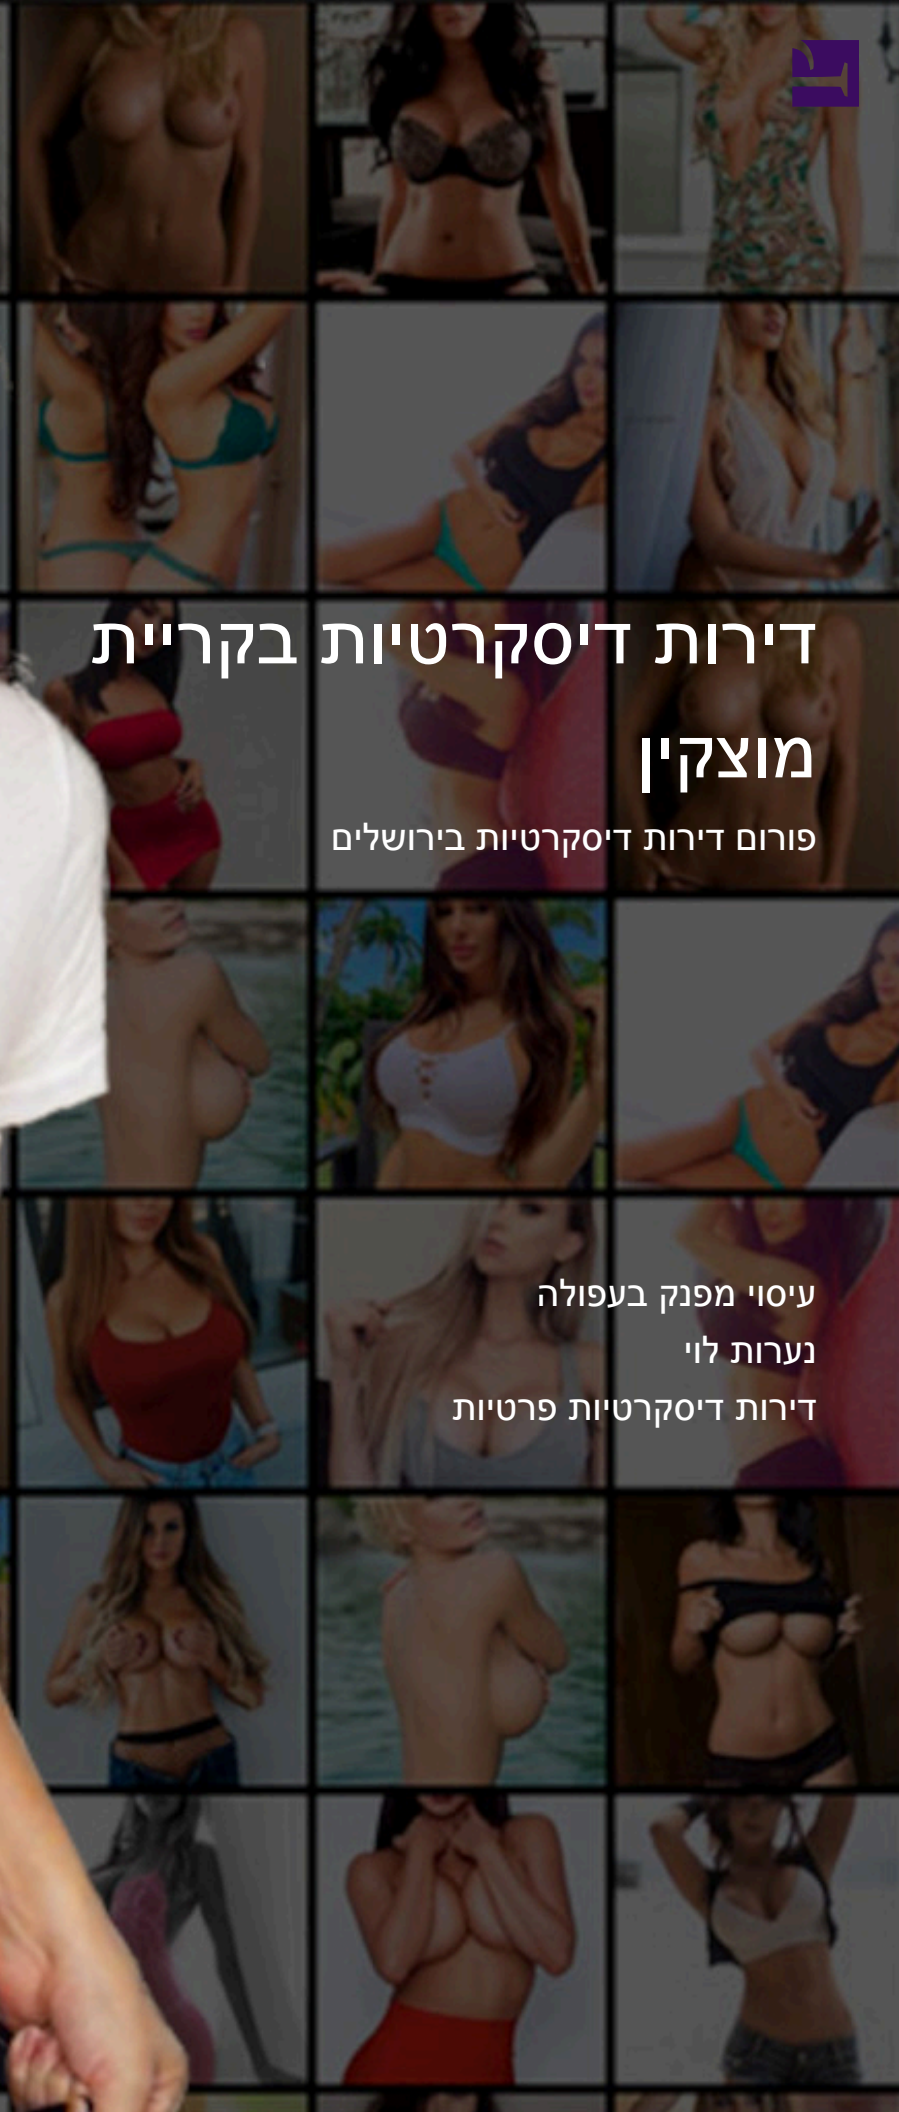 דירות דיסקרטיות בקריית
מוצקין
פורום דירות דיסקרטיות בירושלים
עיסוי מפנק בעפולה
נערות לוי
דירות דיסקרטיות פרטיות